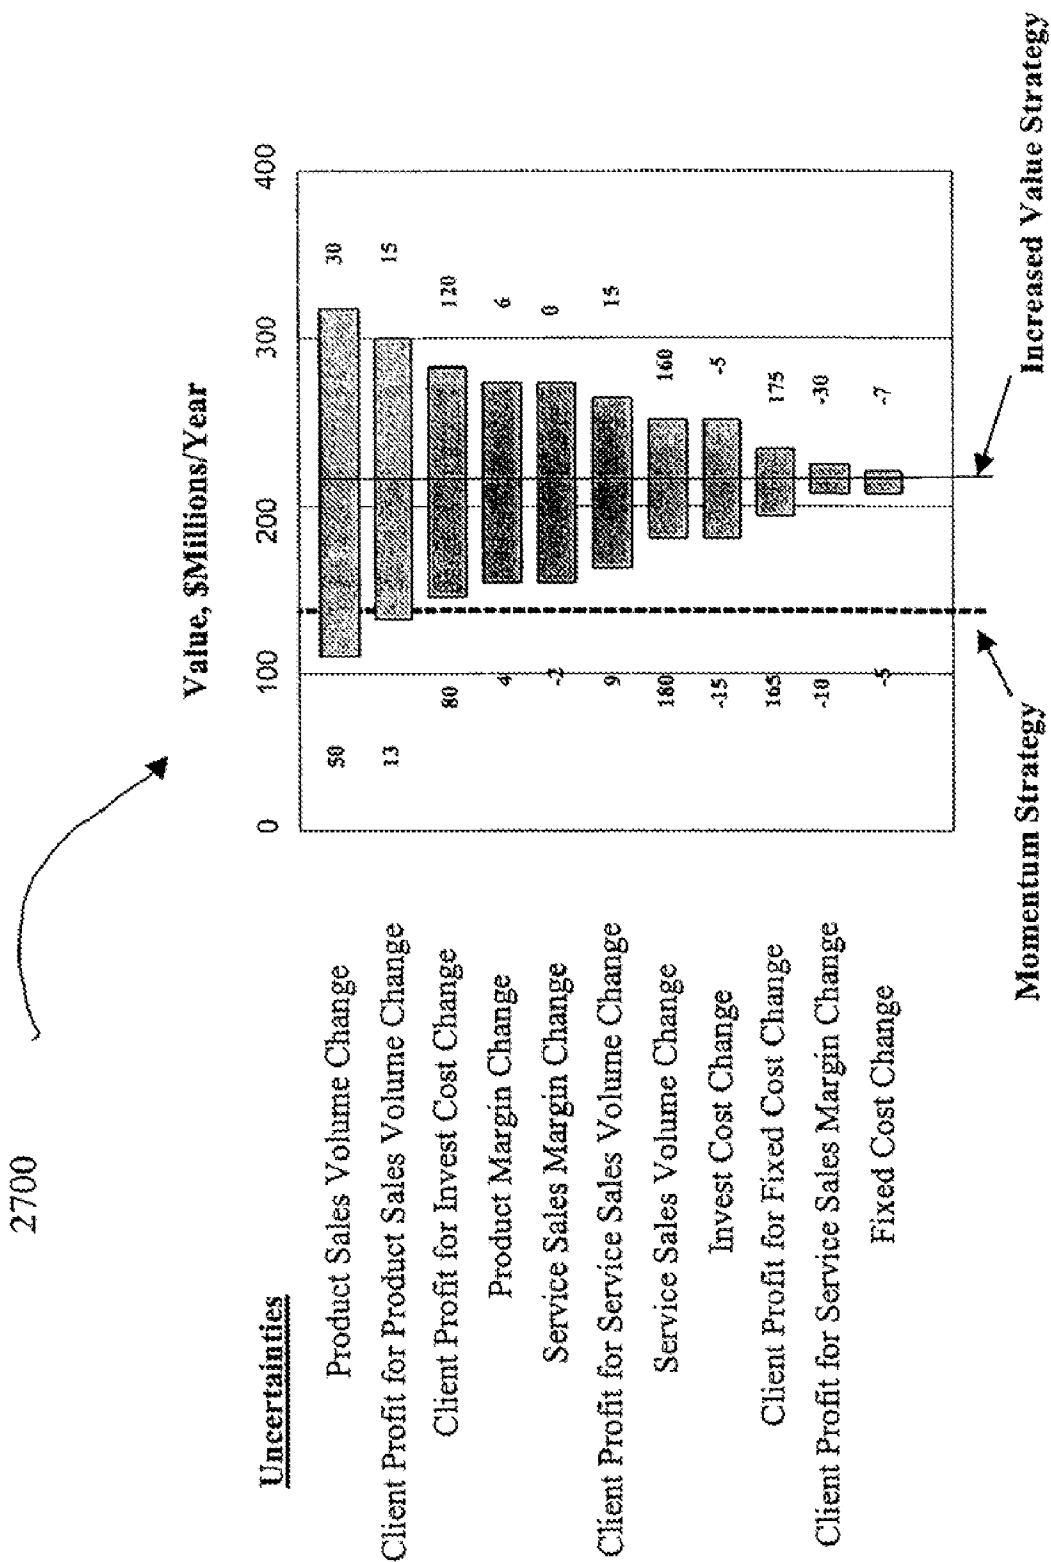 2700
Value, $Millions/Year
Uncertainties
0 100 200 300 400
Product Sales Volume Change 50 30
Client Profit for Product Sales Volume Change 13 15
Client Profit for Invest Cost Change 80 120
Product Margin Change 4 6
Service Sales Margin Change -2 0
Client Profit for Service Sales Volume Change 9 15
Service Sales Volume Change 180 160
Invest Cost Change -15 -5
Client Profit for Fixed Cost Change 165 175
Client Profit for Service Sales Margin Change -10 -30
Fixed Cost Change -5 -7
Momentum Strategy
Increased Value Strategy